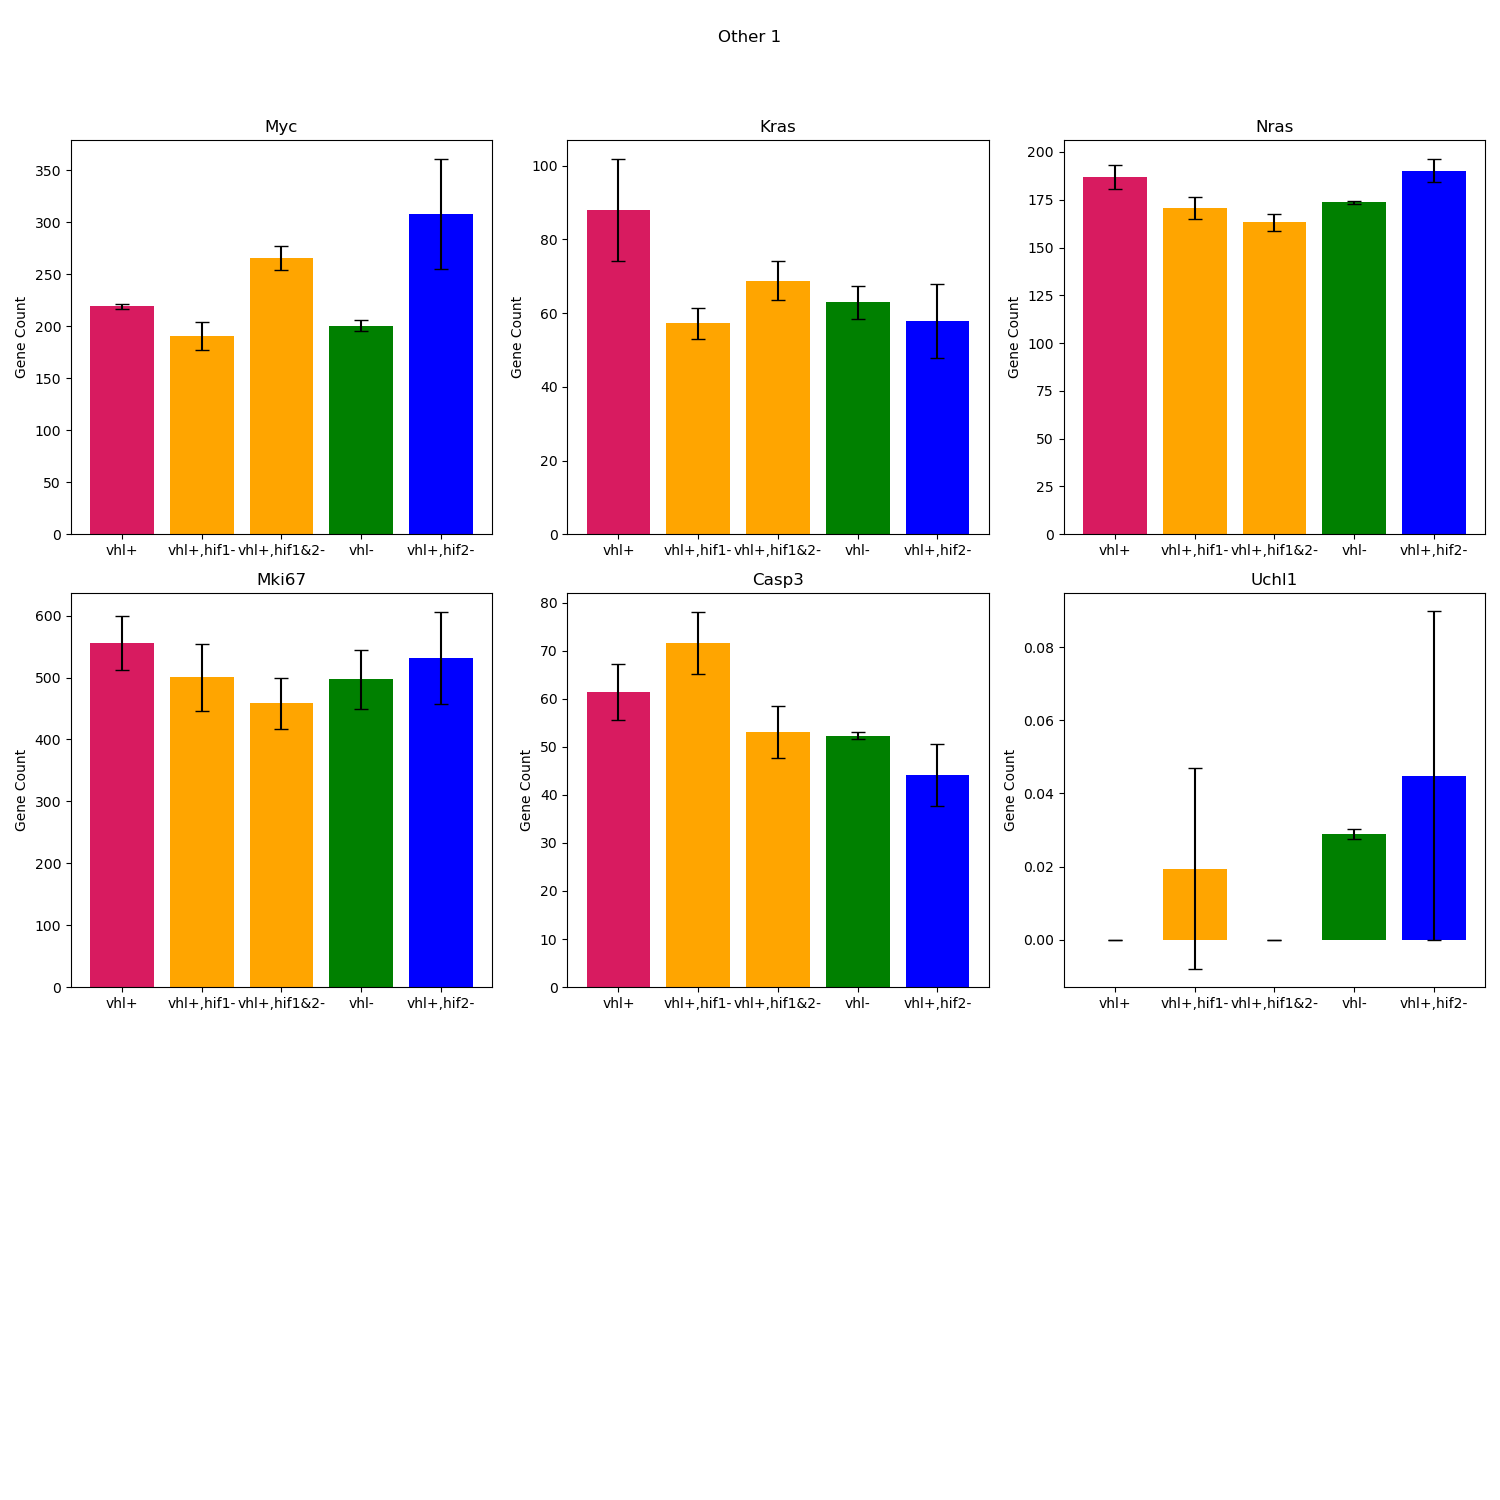 Other 1
Myc
Gene Count
350
300
250
200
150
100
50
0
vhl+ vhl+,hif1- vhl+,hif1&2- vhl- vhl+,hif2-
Kras
Gene Count
100
80
60
40
20
0
vhl+ vhl+,hif1- vhl+,hif1&2- vhl- vhl+,hif2-
Nras
Gene Count
200
175
150
125
100
75
50
25
0
vhl+ vhl+,hif1- vhl+,hif1&2- vhl- vhl+,hif2-
Mki67
Gene Count
600
500
400
300
200
100
0
vhl+ vhl+,hif1- vhl+,hif1&2- vhl- vhl+,hif2-
Casp3
Gene Count
80
70
60
50
40
30
20
10
0
vhl+ vhl+,hif1- vhl+,hif1&2- vhl- vhl+,hif2-
Uchl1
Gene Count
0.08
0.06
0.04
0.02
0.00
vhl+ vhl+,hif1- vhl+,hif1&2- vhl- vhl+,hif2-